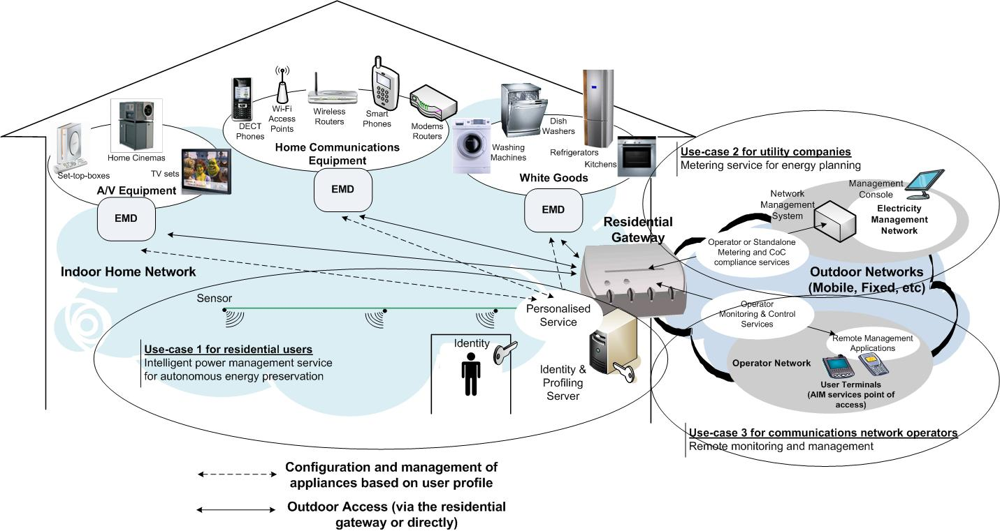 DECT
Phones
Wi-Fi
Access
Points
Wireless
Routers
Smart
Phones
Modems
Routers
Home Communications
Equipment
EMD
Set-top-boxes
Home Cinemas
TV sets
A/V Equipment
EMD
Washing
Machines
Dish
Washers
Refrigerators
Kitchens
White Goods
EMD
Residential
Gateway
Indoor Home Network
Sensor
Personalised
Service
Use-case 1 for residential users
Intelligent power management service
for autonomous energy preservation
Identity
Identity &
Profiling
Server
Use-case 2 for utility companies
Metering service for energy planning
Network
Management
System
Management
Console
Electricity
Management
Network
Operator or Standalone
Metering and CoC
compliance services
Outdoor Networks
(Mobile, Fixed, etc)
Operator
Monitoring & Control
Services
Remote Management
Applications
Operator Network
User Terminals
(AIM services point of
access)
Use-case 3 for communications network operators
Remote monitoring and management
Configuration and management of
appliances based on user profile
Outdoor Access (via the residential
gateway or directly)